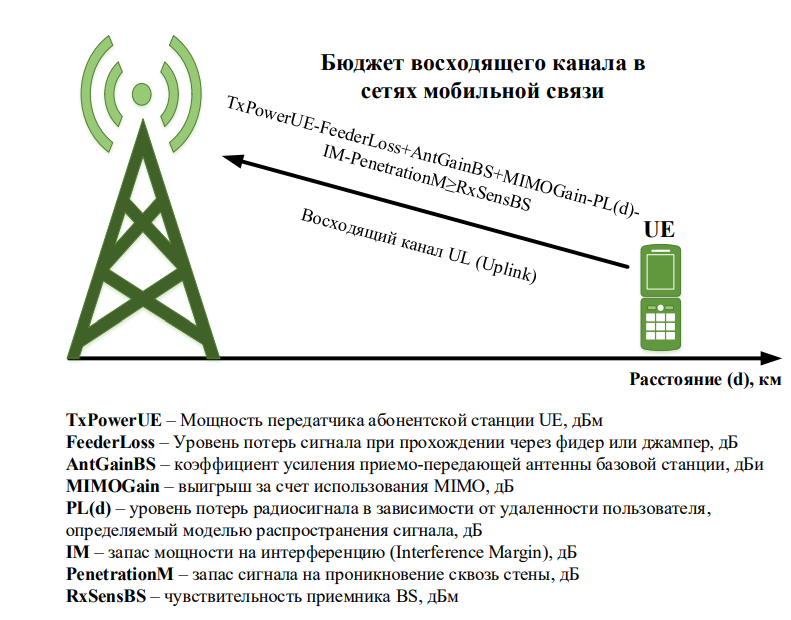 Бюджет восходящего канала в
сетях мобильной связи
TxPowerUE-FeederLoss+AntGainBS+MIMOGain-PL(d)-
IM-PenetrationM≥RxSensBS
Восходящий канал UL (Uplink)
UE
Расстояние (d), км
TxPowerUE – Мощность передатчика абонентской станции UE, дБм
FeederLoss – Уровень потерь сигнала при прохождении через фидер или джампер, дБ
AntGainBS – коэффициент усиления приемо-передающей антенны базовой станции, дБи
MIMOGain – выигрыш за счет использования MIMO, дБ
PL(d) – уровень потерь радиосигнала в зависимости от удаленности пользователя,
определяемый моделью распространения сигнала, дБ
IM – запас мощности на интерференцию (Interference Margin), дБ
PenetrationM – запас сигнала на проникновение сквозь стены, дБ
RxSensBS – чувствительность приемника BS, дБм